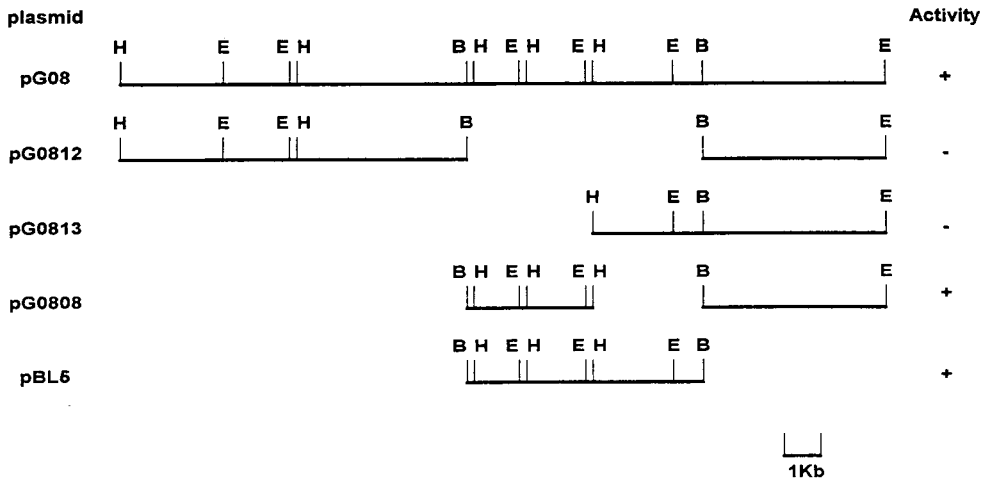 plasmid Activity
H E E H B H E H E H E B E
pG08 +
H E E H B B E
pG0812 -
H E B E
pG0813 -
B H E H E H B E
pG0808 +
B H E H E H E B
pBL5 +
1Kb